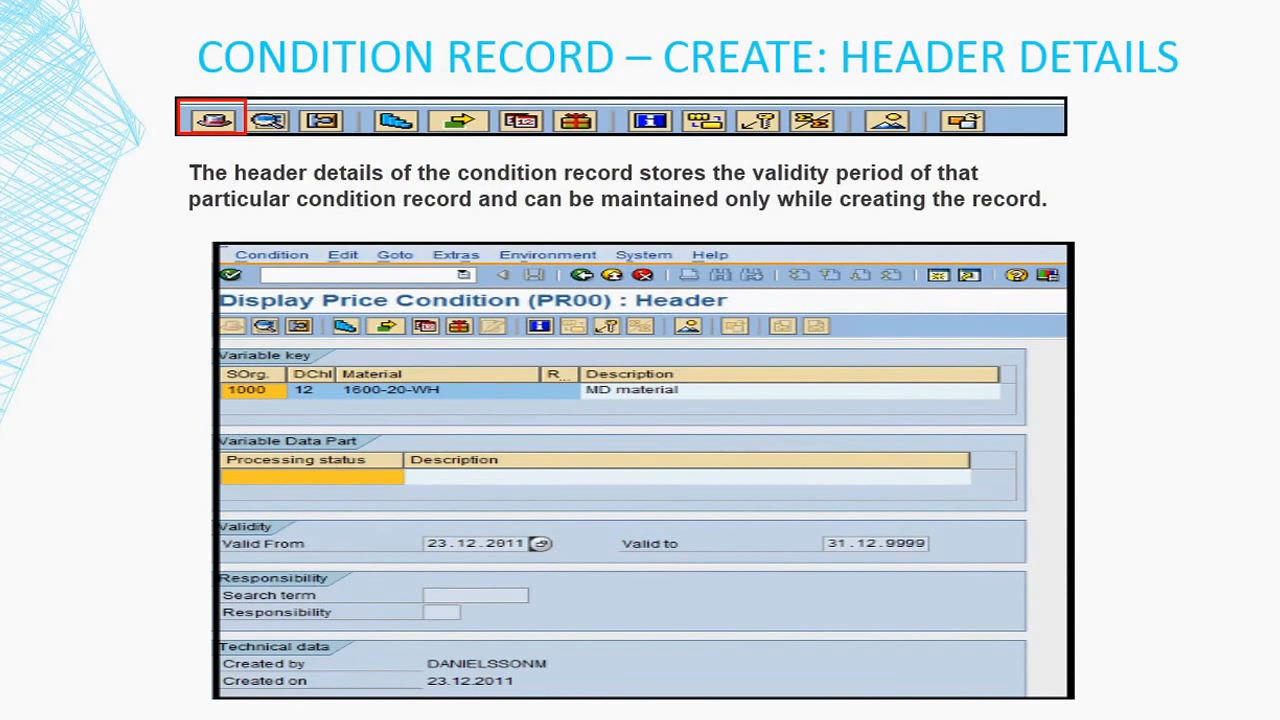 CONDITION RECORD – CREATE: HEADER DETAILS
The header details of the condition record stores the validity period of that
particular condition record and can be maintained only while creating the record.
Condition Edit Goto Extras Environment System Help
Display Price Condition (PR00) : Header
Variable key
SOrg. DChl Material R... Description
1000 12 1600-20-WH MD material
Variable Data Part
Processing status Description
Validity
Valid From 23.12.2011 Valid to 31.12.9999
Responsibility
Search term
Responsibility
Technical data
Created by DANIELSSONM
Created on 23.12.2011